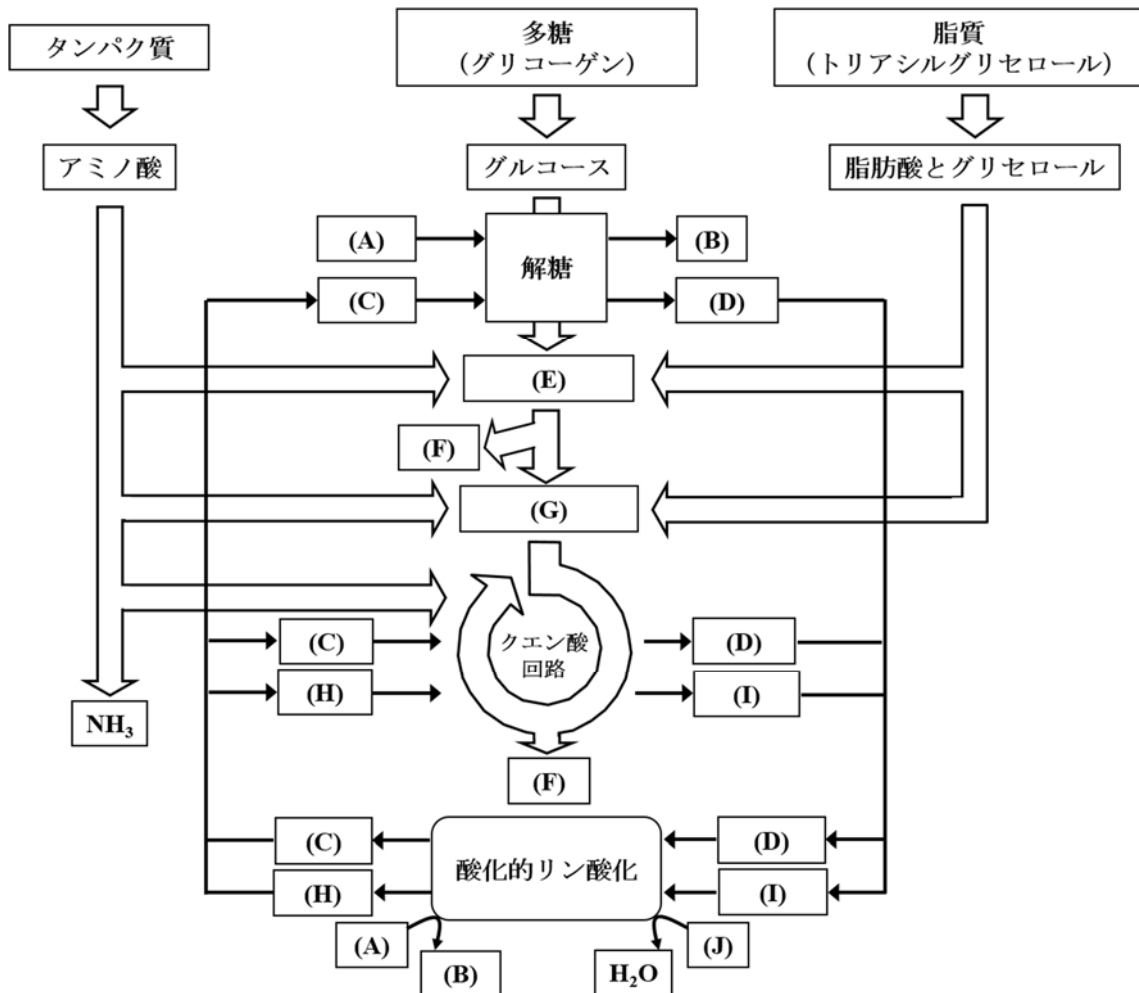 タンパク質
多糖
（グリコーゲン）
脂質
（トリアシルグリセロール）
アミノ酸
グルコース
脂肪酸とグリセロール
(A)
解糖
(B)
(C)
(D)
(E)
(F)
(G)
クエン酸
回路
(C)
(D)
(H)
(I)
NH₃
(F)
(C)
酸化的リン酸化
(D)
(H)
(I)
(A)
(B)
H₂O
(J)